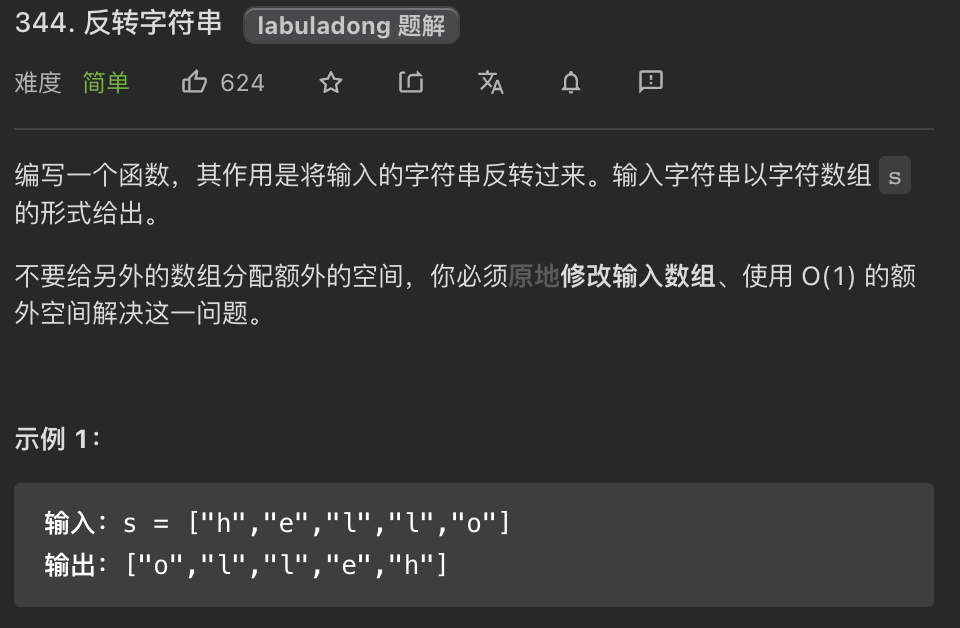 344. 反转字符串 labuladong 题解
难度 简单 624
编写一个函数，其作用是将输入的字符串反转过来。输入字符串以字符数组 s
的形式给出。
不要给另外的数组分配额外的空间，你必须原地修改输入数组、使用 O(1) 的额
外空间解决这一问题。
示例 1：
输入：s = ["h","e","l","l","o"]
输出：["o","l","l","e","h"]